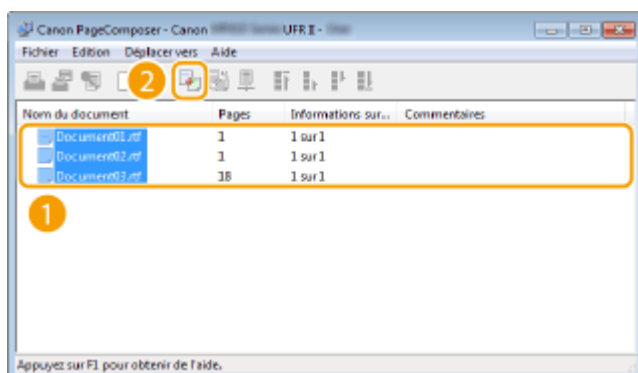 Canon PageComposer - Canon UFR II -
Fichier Edition Déplacer vers Aide
2
Nom du document Pages Informations sur... Commentaires
Document01.rtf 1 1 sur 1
Document02.rtf 1 1 sur 1
Document03.rtf 18 1 sur 1
1
Appuyez sur F1 pour obtenir de l'aide.